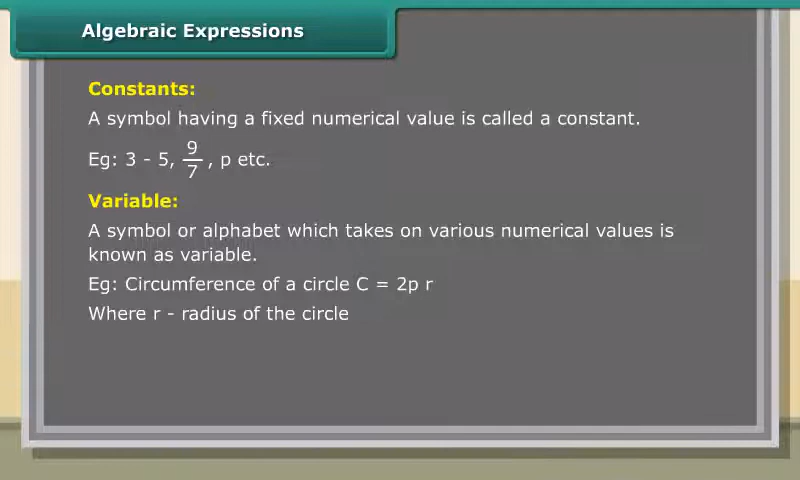 Algebraic Expressions
Constants:
A symbol having a fixed numerical value is called a constant.
Eg: 3 - 5, 9/7, p etc.
Variable:
A symbol or alphabet which takes on various numerical values is
known as variable.
Eg: Circumference of a circle C = 2p r
Where r - radius of the circle